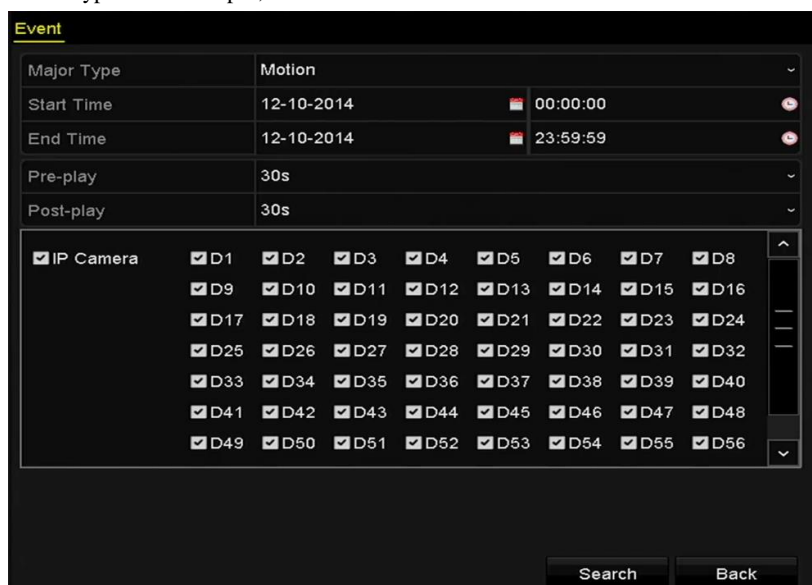 Event
Major Type Motion
Start Time 12-10-2014 00:00:00
End Time 12-10-2014 23:59:59
Pre-play 30s
Post-play 30s
IP Camera D1 D2 D3 D4 D5 D6 D7 D8
D9 D10 D11 D12 D13 D14 D15 D16
D17 D18 D19 D20 D21 D22 D23 D24
D25 D26 D27 D28 D29 D30 D31 D32
D33 D34 D35 D36 D37 D38 D39 D40
D41 D42 D43 D44 D45 D46 D47 D48
D49 D50 D51 D52 D53 D54 D55 D56
Search Back